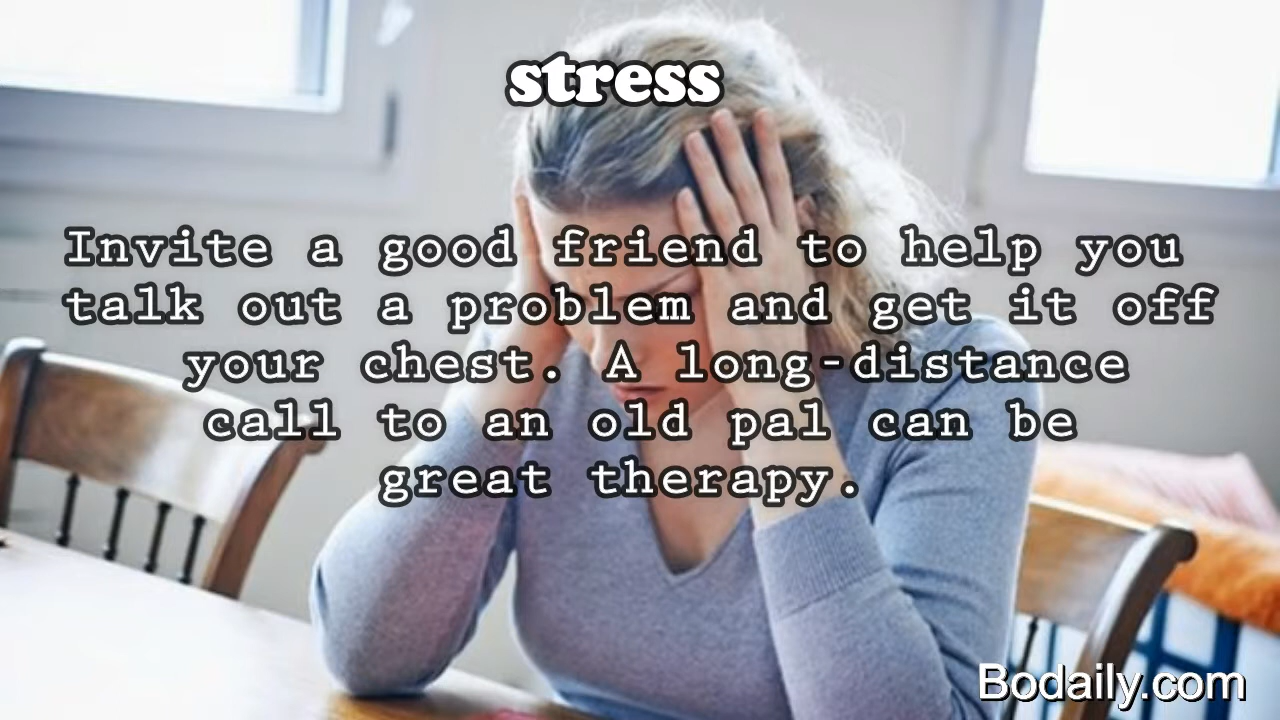 stress
Invite a good friend to help you
talk out a problem and get it off
your chest. A long-distance
call to an old pal can be
great therapy.
Bodaily.com